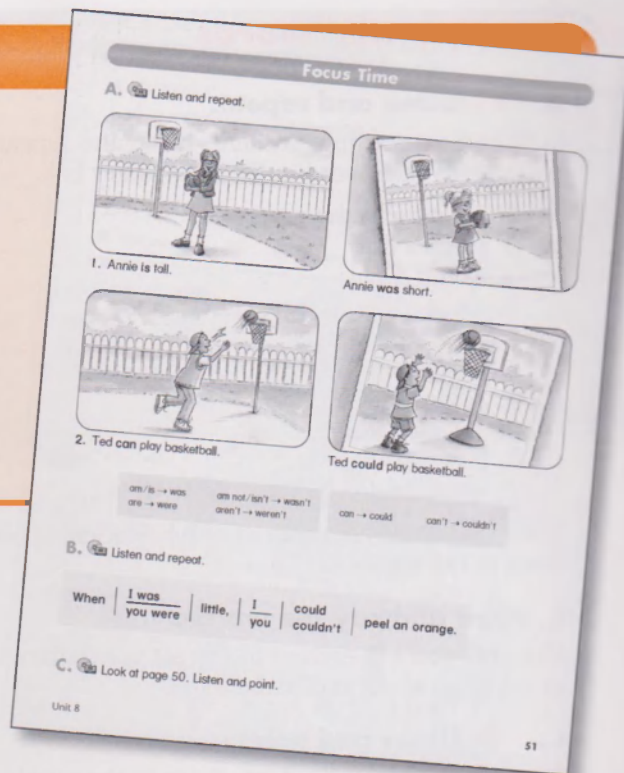 Focus Time
A. Listen and repeat.
1. Annie is tall.
Annie was short.
2. Ted can play basketball.
Ted could play basketball.
am/is → was am not/isn't → wasn't
are → were aren't → weren't
can → could can't → couldn't
B. Listen and repeat.
When I was little, I could peel an orange.
you were you couldn't
C. Look at page 50. Listen and point.
Unit 8
51